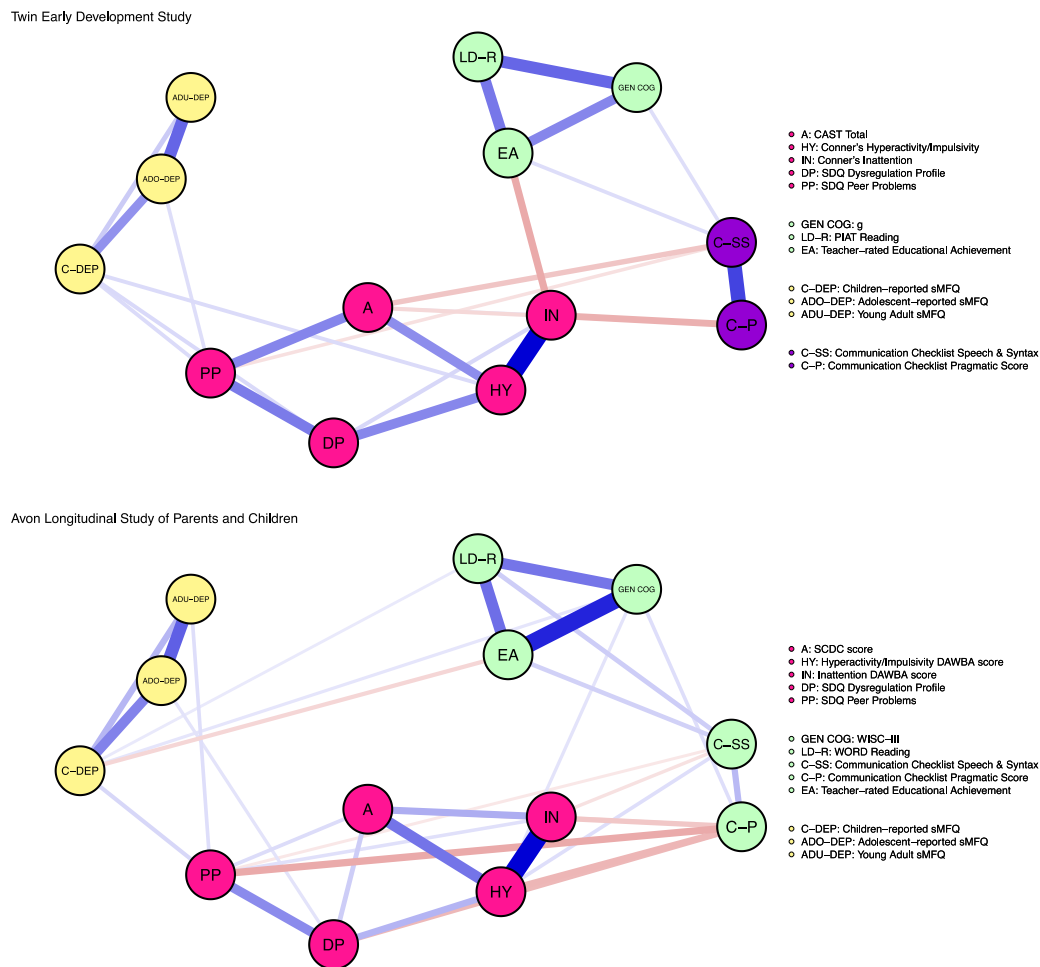 Twin Early Development Study
LD−R
GEN COG
ADU−DEP
EA
ADO−DEP
C−SS
C−DEP
A
IN
C−P
PP
HY
DP
A: CAST Total
HY: Conner's Hyperactivity/Impulsivity
IN: Conner's Inattention
DP: SDQ Dysregulation Profile
PP: SDQ Peer Problems
GEN COG: g
LD−R: PIAT Reading
EA: Teacher−rated Educational Achievement
C−DEP: Children−reported sMFQ
ADO−DEP: Adolescent−reported sMFQ
ADU−DEP: Young Adult sMFQ
C−SS: Communication Checklist Speech & Syntax
C−P: Communication Checklist Pragmatic Score
Avon Longitudinal Study of Parents and Children
LD−R
GEN COG
ADU−DEP
EA
ADO−DEP
C−SS
C−DEP
A
IN
C−P
PP
HY
DP
A: SCDC score
HY: Hyperactivity/Impulsivity DAWBA score
IN: Inattention DAWBA score
DP: SDQ Dysregulation Profile
PP: SDQ Peer Problems
GEN COG: WISC−III
LD−R: WORD Reading
C−SS: Communication Checklist Speech & Syntax
C−P: Communication Checklist Pragmatic Score
EA: Teacher−rated Educational Achievement
C−DEP: Children−reported sMFQ
ADO−DEP: Adolescent−reported sMFQ
ADU−DEP: Young Adult sMFQ